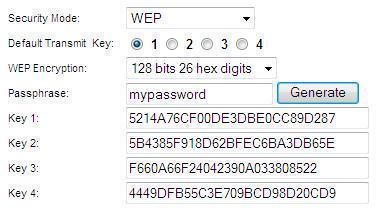 Security Mode: WEP
Default Transmit Key: 1 2 3 4
WEP Encryption: 128 bits 26 hex digits
Passphrase: mypassword Generate
Key 1: 5214A76CF00DE3DBE0CC89D287
Key 2: 5B4385F918D62BFEC6BA3DB65E
Key 3: F660A66F24042390A033808522
Key 4: 4449DFB55C3E709BCD98D20CD9